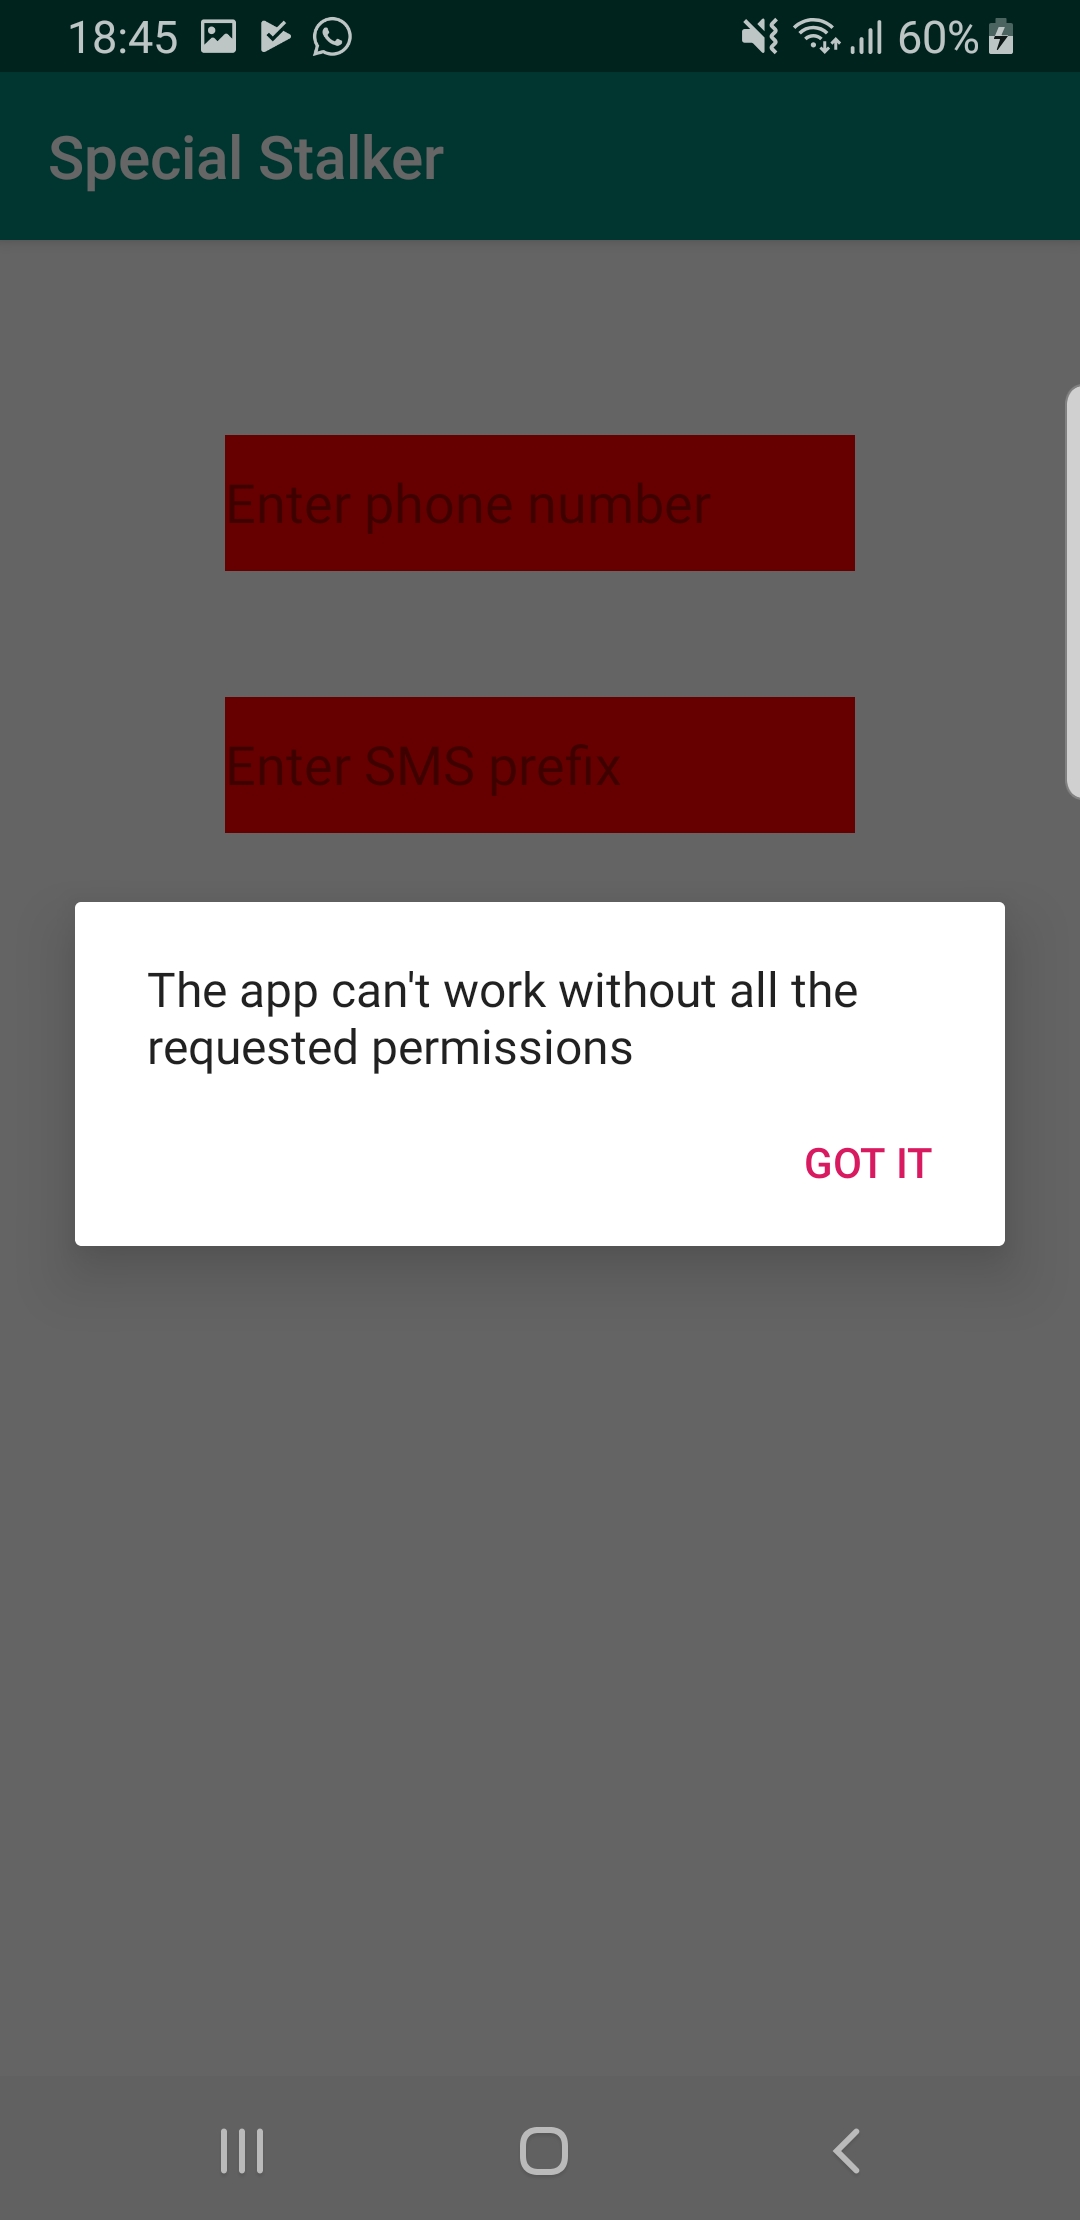 18:45 60%
Special Stalker
Enter phone number
Enter SMS prefix
The app can't work without all the
requested permissions
GOT IT